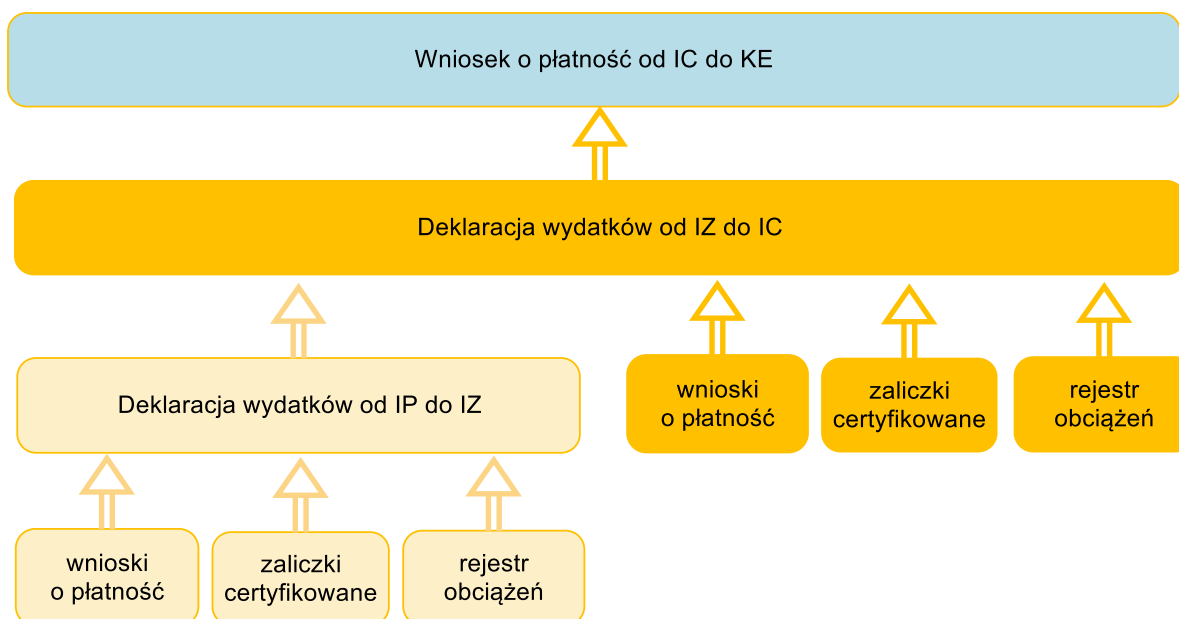 Wniosek o płatność od IC do KE
Deklaracja wydatków od IZ do IC
Deklaracja wydatków od IP do IZ
wnioski
o płatność
zaliczki
certyfikowane
rejestr
obciążeń
wnioski
o płatność
zaliczki
certyfikowane
rejestr
obciążeń